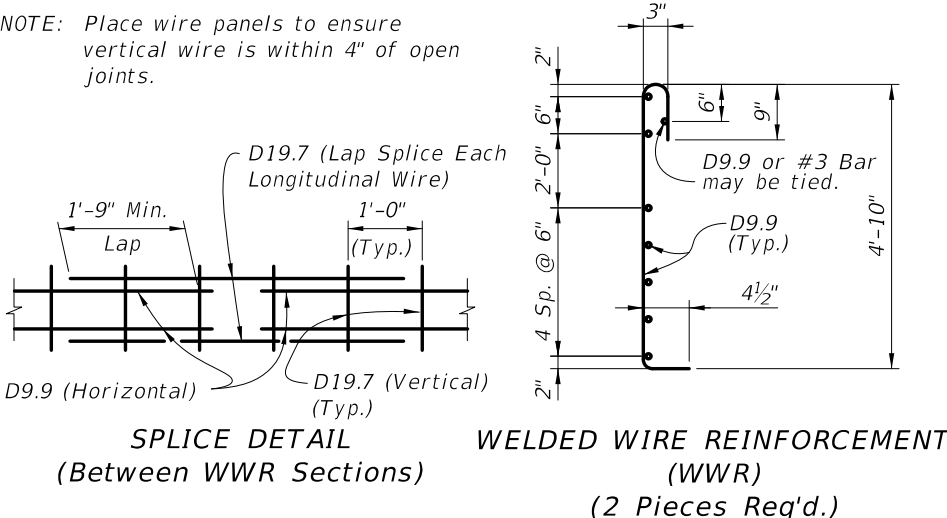 NOTE: Place wire panels to ensure
vertical wire is within 4" of open
joints.
D19.7 (Lap Splice Each
Longitudinal Wire)
1'-9" Min.
Lap
1'-0"
(Typ.)
D9.9 (Horizontal)
D19.7 (Vertical)
(Typ.)
SPLICE DETAIL
(Between WWR Sections)
3"
2"
6"
2'-0"
4 Sp. @ 6"
2"
6"
9"
D9.9 or #3 Bar
may be tied.
D9.9
(Typ.)
4½"
4'-10"
WELDED WIRE REINFORCEMENT
(WWR)
(2 Pieces Req'd.)